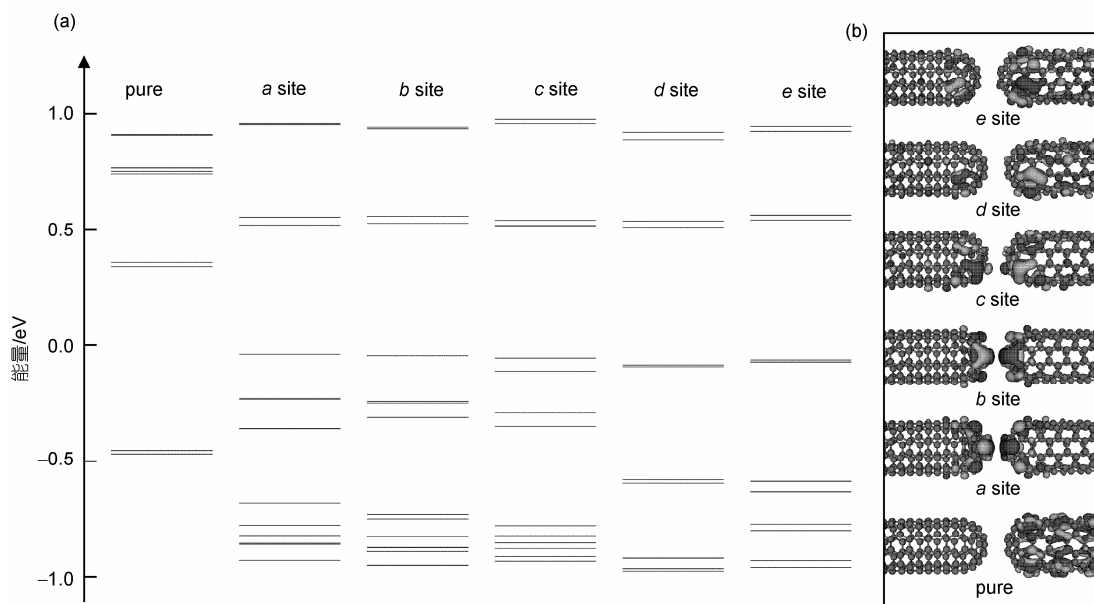 (a)
(b)
pure
a site
b site
c site
d site
e site
1.0
0.5
0.0
−0.5
−1.0
能量/eV
e site
d site
c site
b site
a site
pure